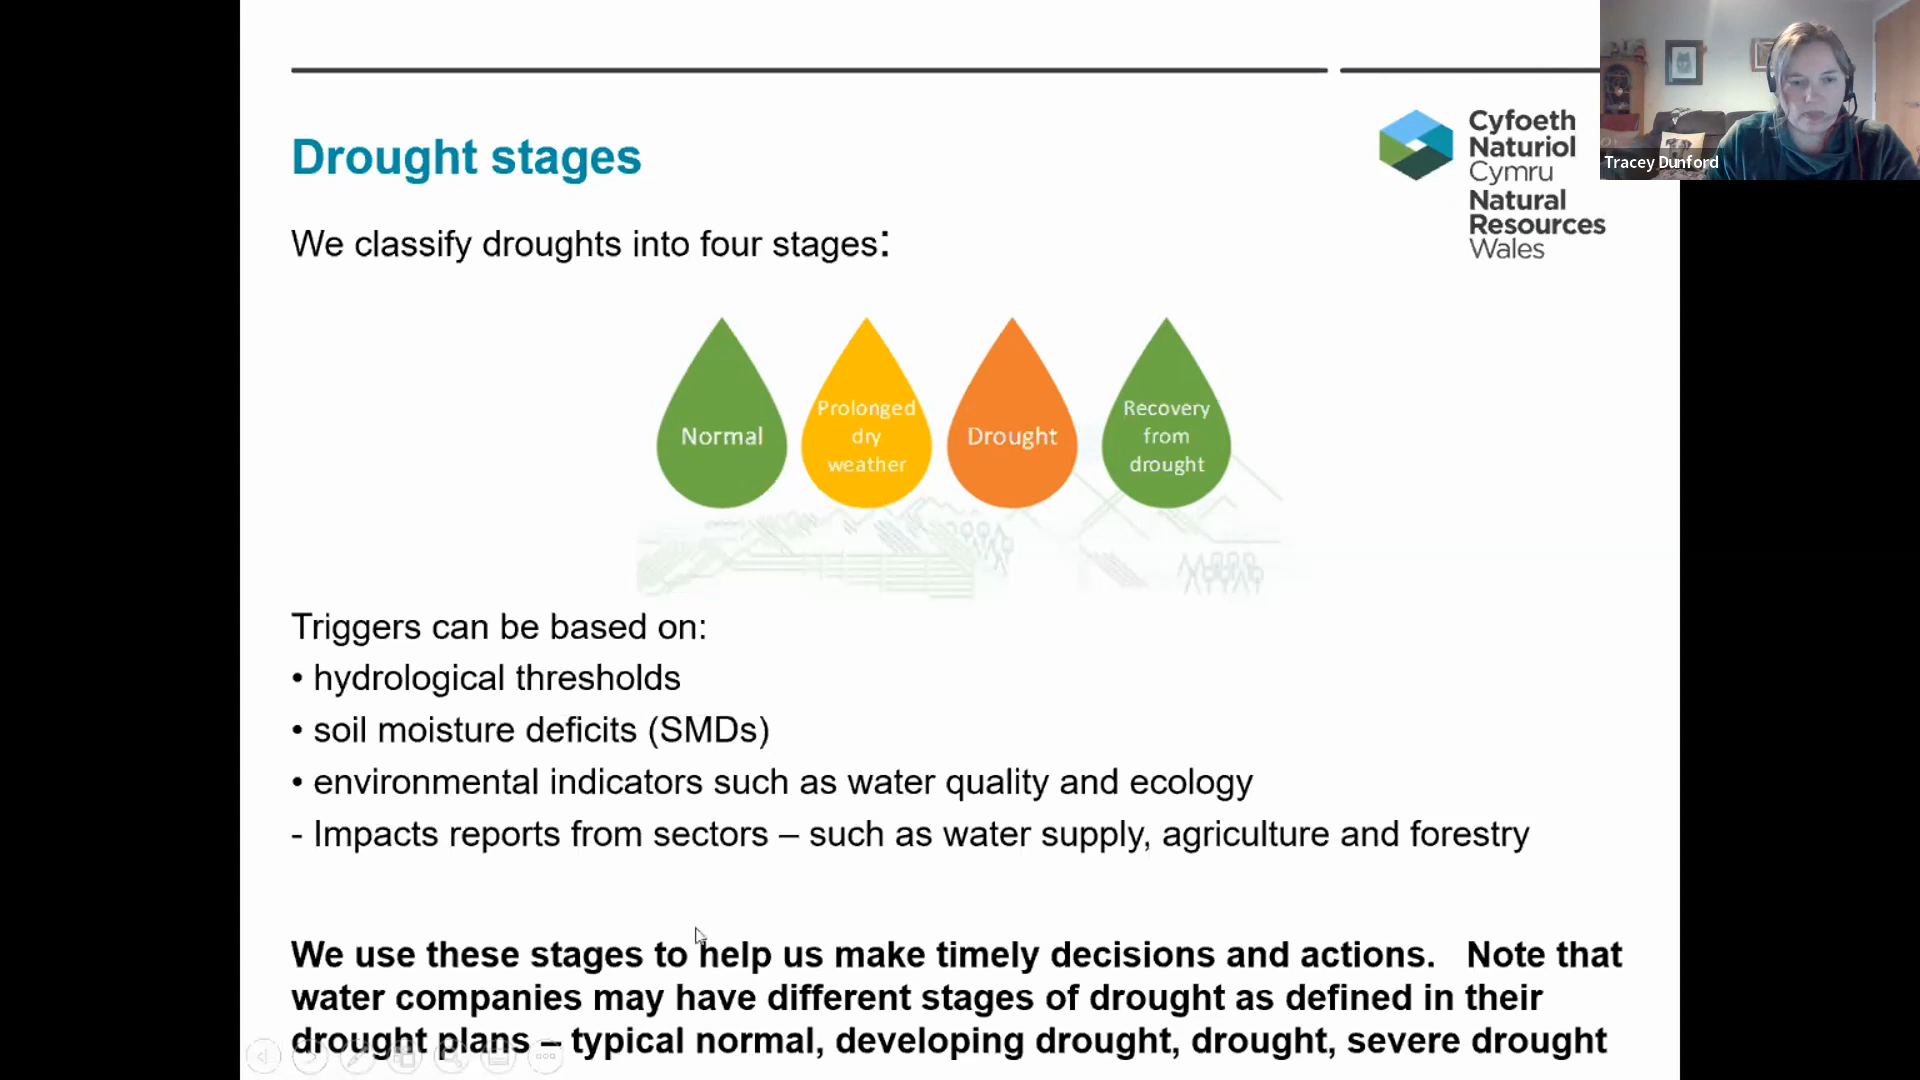 Drought stages
We classify droughts into four stages:
Cyfoeth
Naturiol
Cymru
Natural
Resources
Wales
Tracey Dunford
Normal
Prolonged
dry
weather
Drought
Recovery
from
drought
Triggers can be based on:
• hydrological thresholds
• soil moisture deficits (SMDs)
• environmental indicators such as water quality and ecology
- Impacts reports from sectors – such as water supply, agriculture and forestry
We use these stages to help us make timely decisions and actions. Note that
water companies may have different stages of drought as defined in their
drought plans – typical normal, developing drought, drought, severe drought